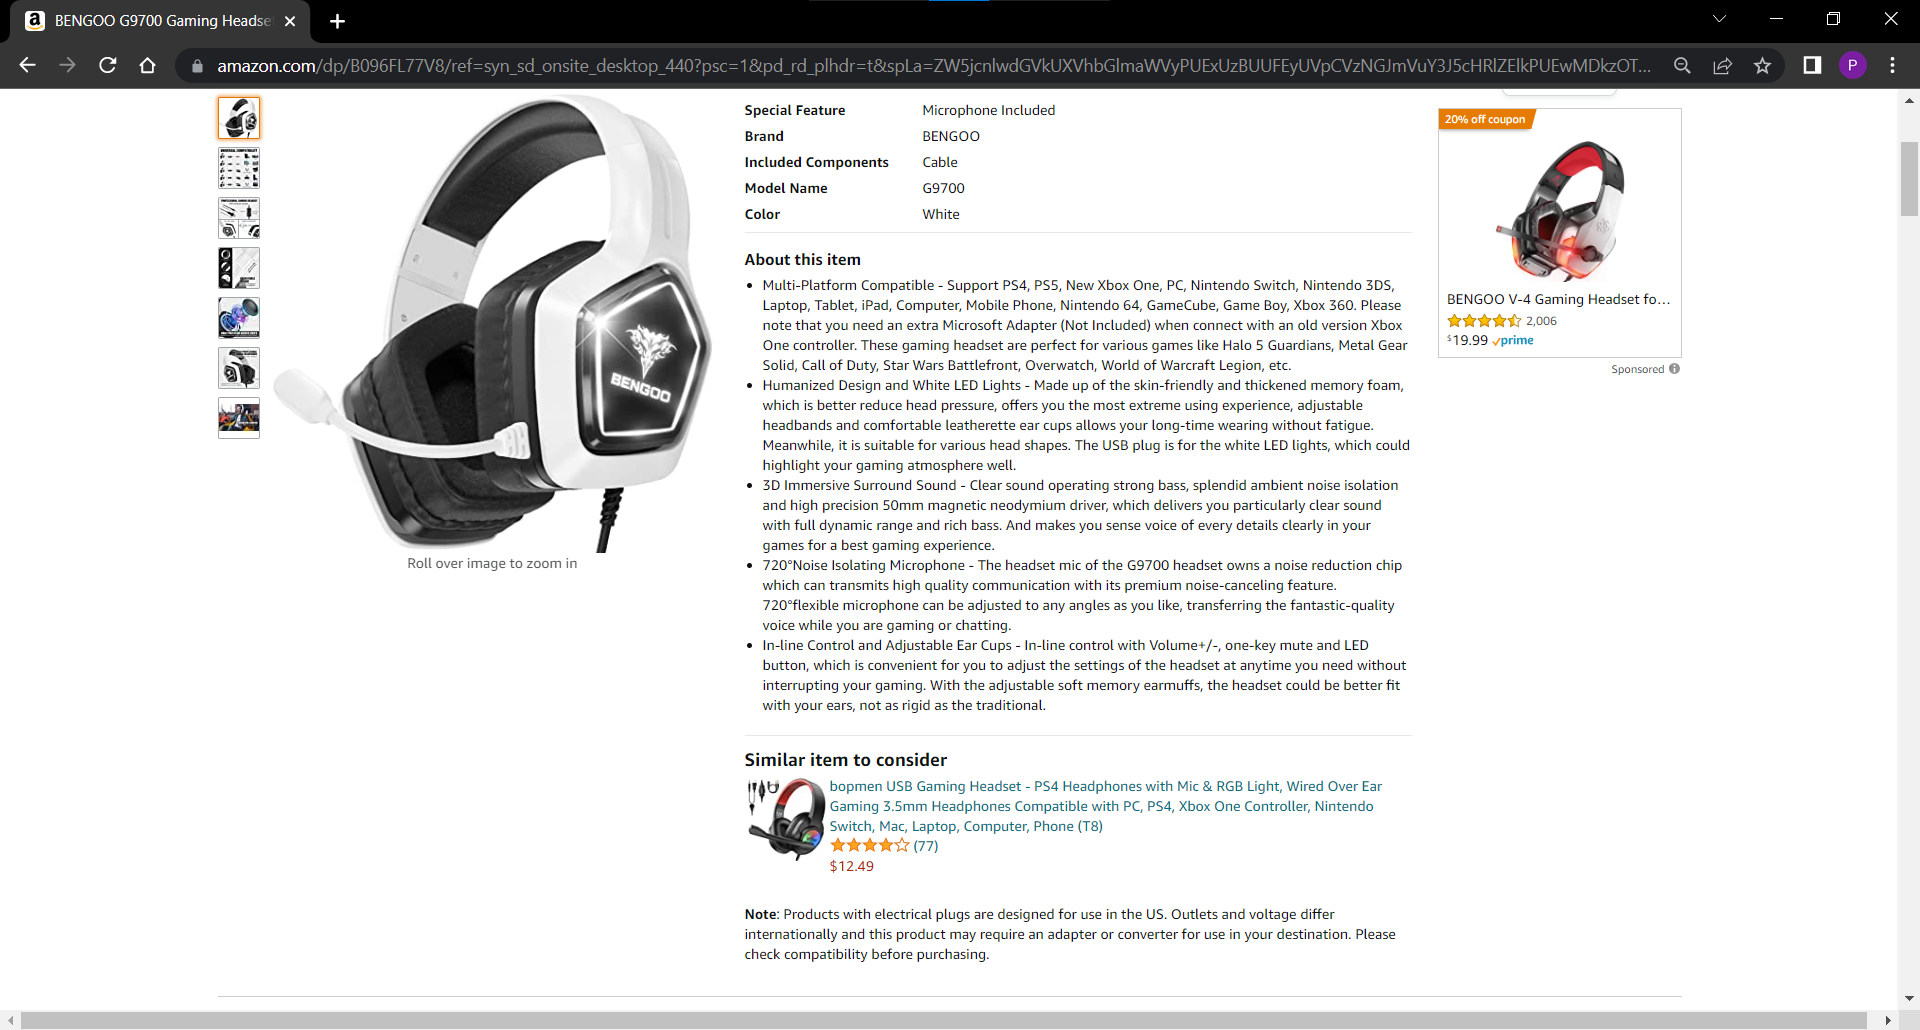 BENGOO G9700 Gaming Headse
amazon.com/dp/B096FL77V8/ref=syn_sd_onsite_desktop_440?psc=1&pd_rd_plhdr=t&spLa=ZW5jcnlwdGVkUXVhbGlmaWVyPUExUzBUUFEyUVpCVzNGJmVuY3J5cHRlZElkPUEwMDkzOT...
P
BENGOO
Roll over image to zoom in
Special Feature Microphone Included
Brand BENGOO
Included Components Cable
Model Name G9700
Color White
About this item
• Multi-Platform Compatible - Support PS4, PS5, New Xbox One, PC, Nintendo Switch, Nintendo 3DS,
Laptop, Tablet, iPad, Computer, Mobile Phone, Nintendo 64, GameCube, Game Boy, Xbox 360. Please
note that you need an extra Microsoft Adapter (Not Included) when connect with an old version Xbox
One controller. These gaming headset are perfect for various games like Halo 5 Guardians, Metal Gear
Solid, Call of Duty, Star Wars Battlefront, Overwatch, World of Warcraft Legion, etc.
• Humanized Design and White LED Lights - Made up of the skin-friendly and thickened memory foam,
which is better reduce head pressure, offers you the most extreme using experience, adjustable
headbands and comfortable leatherette ear cups allows your long-time wearing without fatigue.
Meanwhile, it is suitable for various head shapes. The USB plug is for the white LED lights, which could
highlight your gaming atmosphere well.
• 3D Immersive Surround Sound - Clear sound operating strong bass, splendid ambient noise isolation
and high precision 50mm magnetic neodymium driver, which delivers you particularly clear sound
with full dynamic range and rich bass. And makes you sense voice of every details clearly in your
games for a best gaming experience.
• 720°Noise Isolating Microphone - The headset mic of the G9700 headset owns a noise reduction chip
which can transmits high quality communication with its premium noise-canceling feature.
720°flexible microphone can be adjusted to any angles as you like, transferring the fantastic-quality
voice while you are gaming or chatting.
• In-line Control and Adjustable Ear Cups - In-line control with Volume+/-, one-key mute and LED
button, which is convenient for you to adjust the settings of the headset at anytime you need without
interrupting your gaming. With the adjustable soft memory earmuffs, the headset could be better fit
with your ears, not as rigid as the traditional.
Similar item to consider
bopmen USB Gaming Headset - PS4 Headphones with Mic & RGB Light, Wired Over Ear
Gaming 3.5mm Headphones Compatible with PC, PS4, Xbox One Controller, Nintendo
Switch, Mac, Laptop, Computer, Phone (T8)
(77)
$12.49
Note: Products with electrical plugs are designed for use in the US. Outlets and voltage differ
internationally and this product may require an adapter or converter for use in your destination. Please
check compatibility before purchasing.
20% off coupon
BENGOO V-4 Gaming Headset fo...
2,006
$19.99 prime
Sponsored